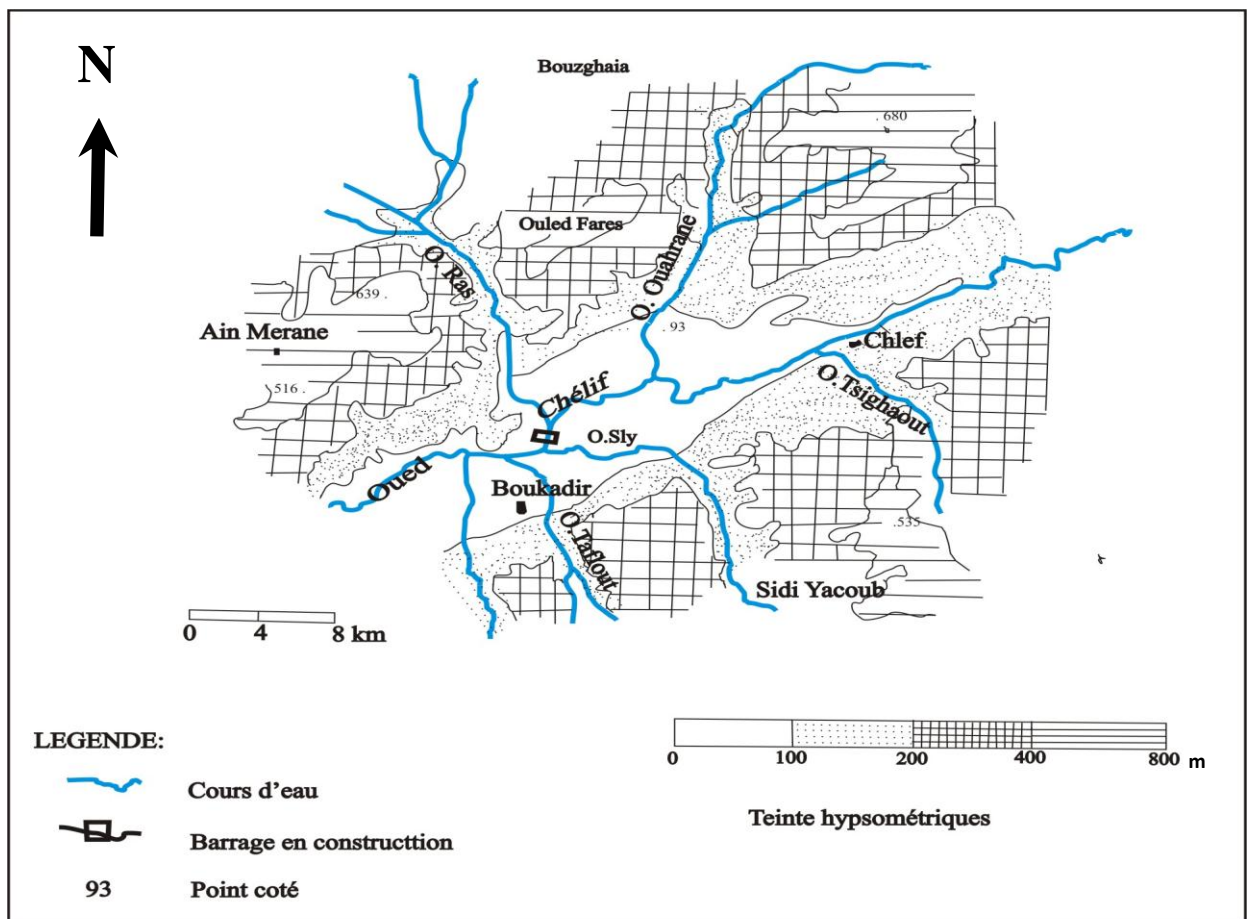 N
Bouzghaia
. 680
Ouled Fares
O. Ras
O. Ouahrane
639 .
93
Ain Merane
Chlef
516 .
O.Tsighaout
Chélif
O.Sly
Oued
Boukadir
.535
O.Taflout
Sidi Yacoub
0 4 8 km
LEGENDE:
0 100 200 400 800 m
Cours d'eau
Teinte hypsométriques
Barrage en constructtion
93 Point coté